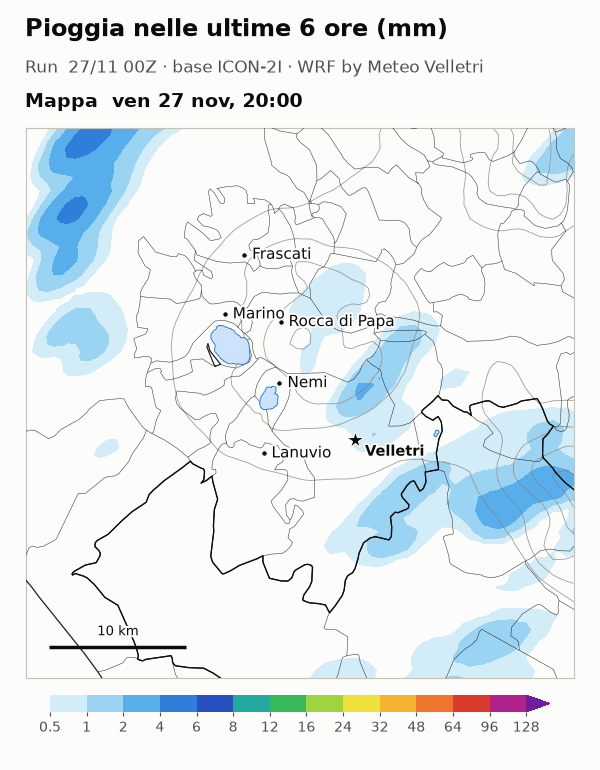 Pioggia nelle ultime 6 ore (mm)
Run  27/11 00Z · base ICON-2I · WRF by Meteo Velletri
Mappa  ven 27 nov, 20:00
Frascati
Marino
Rocca di Papa
Nemi
Velletri
Lanuvio
10 km
0.5 1 2 4 6 8 12 16 24 32 48 64 96 128